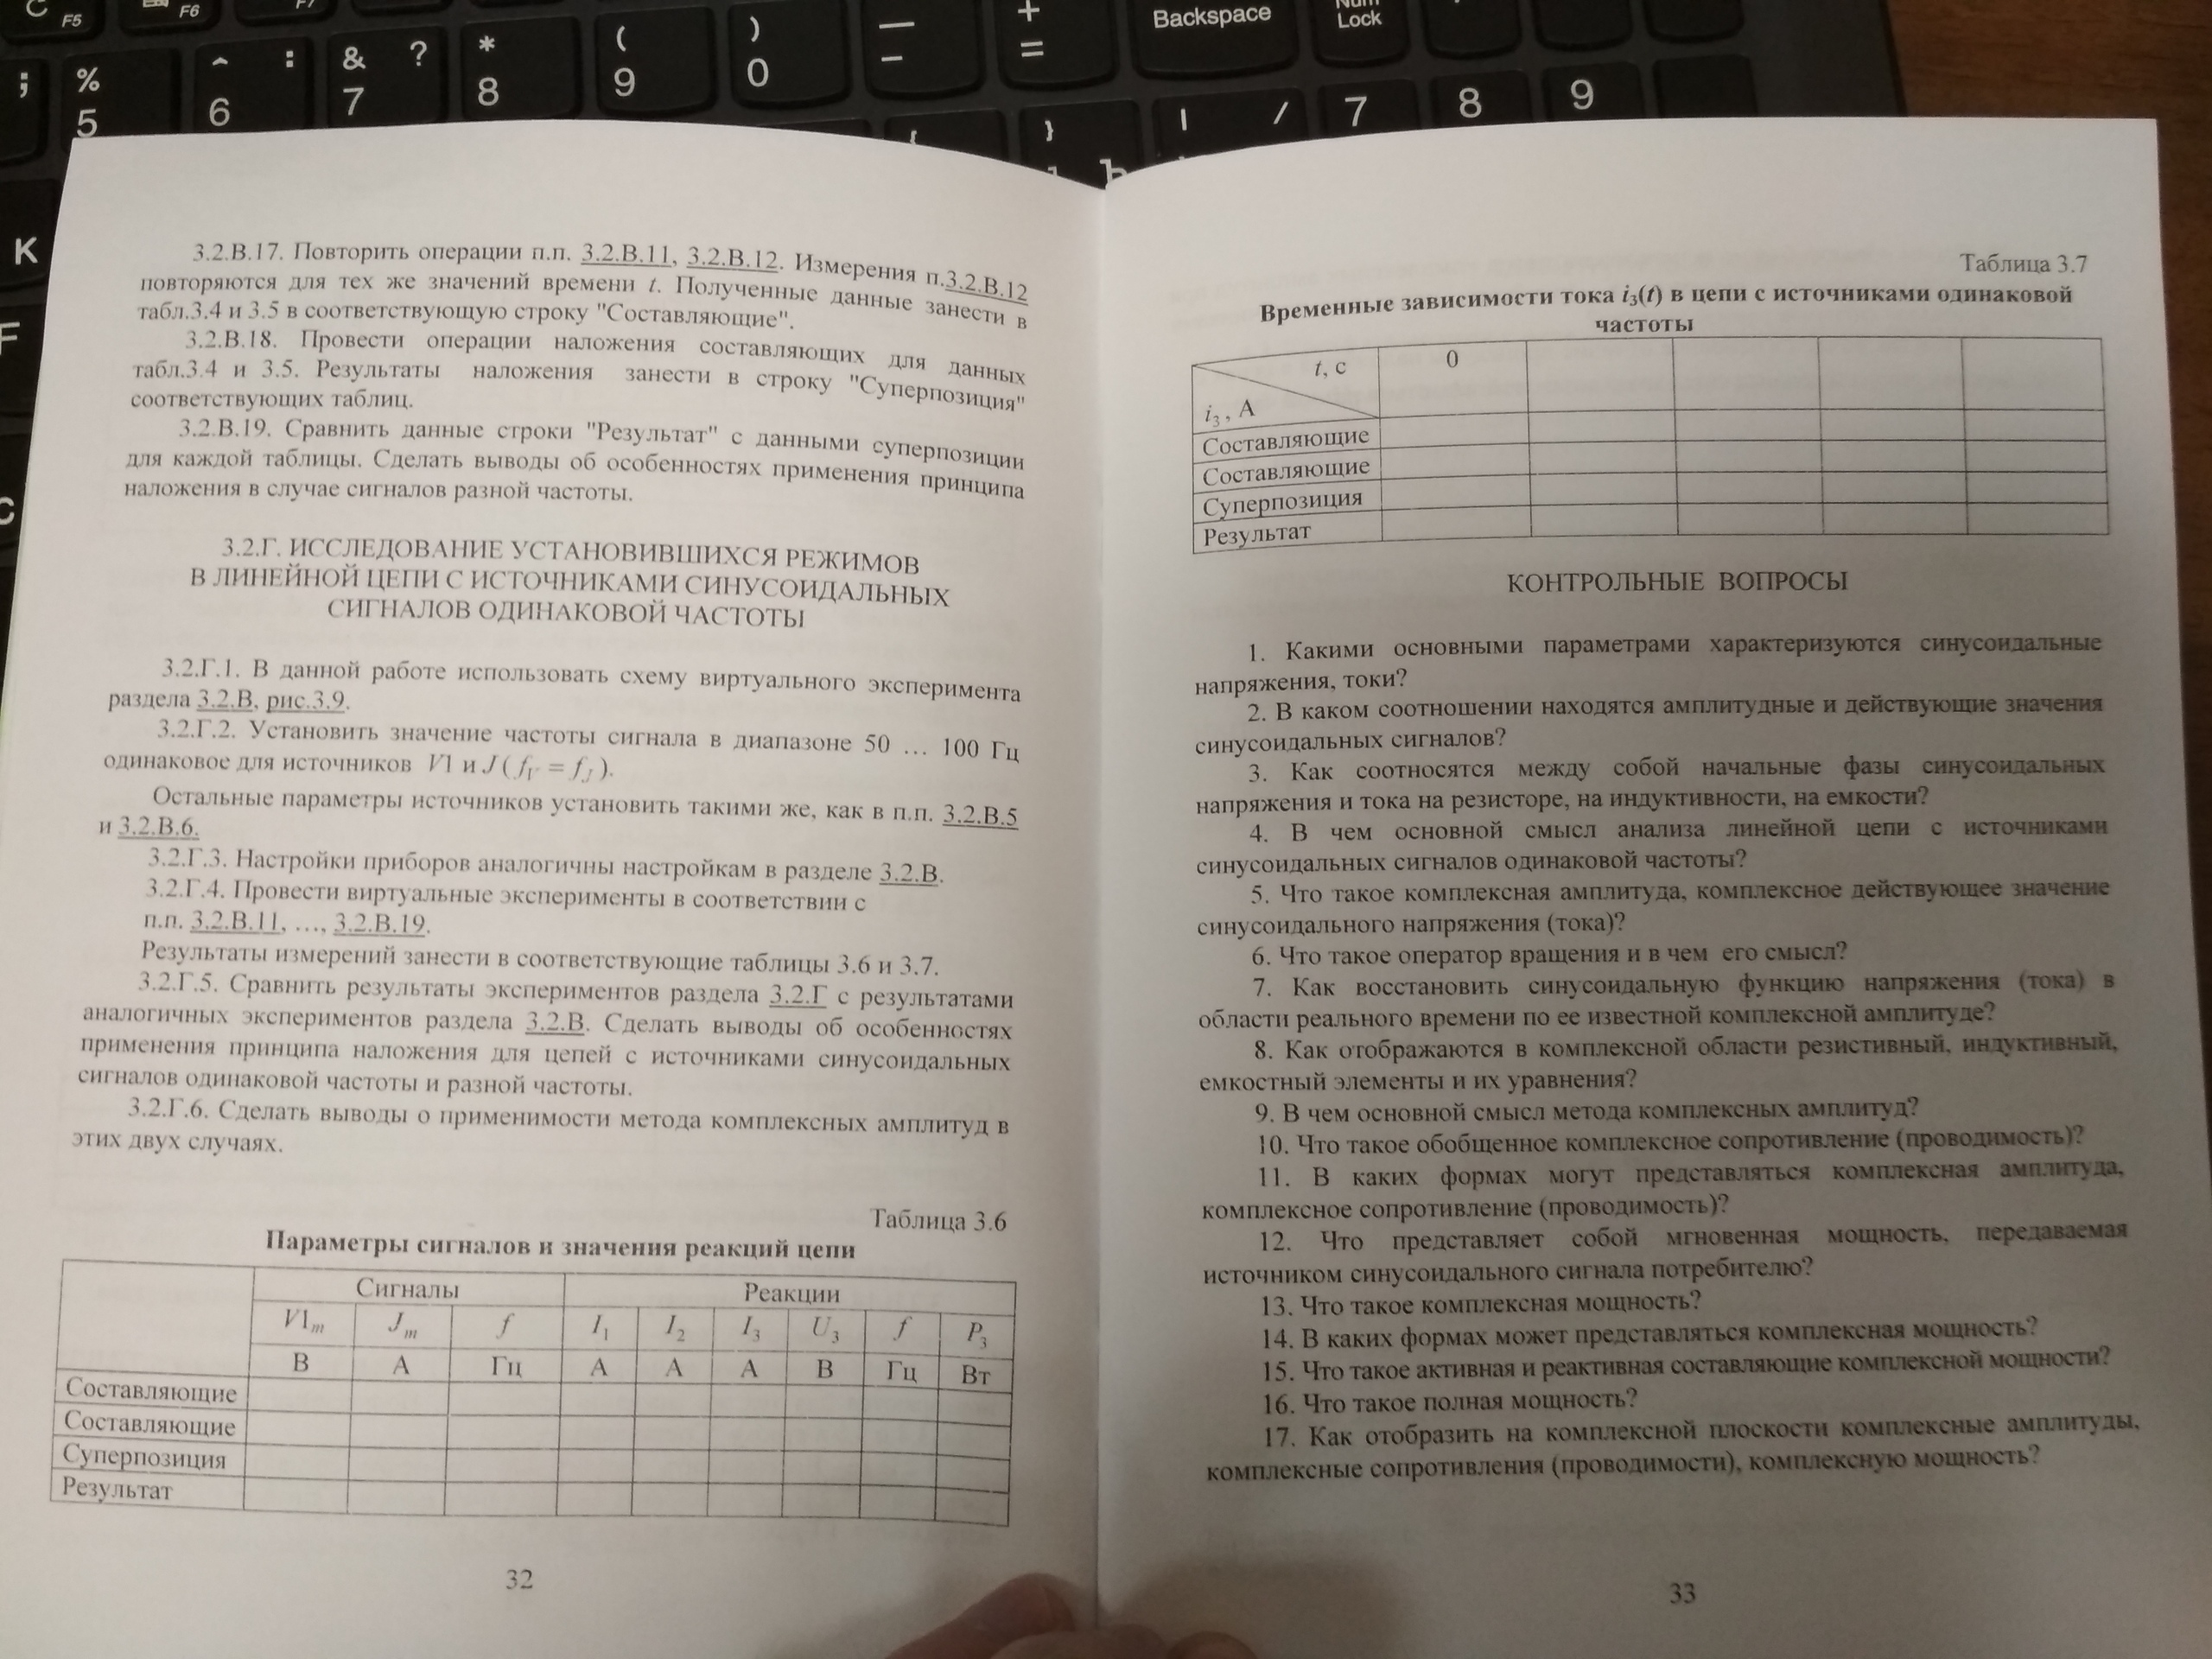 F5
F6
F7
Backspace
Num
Lock
; % 5
^ : 6
& ? 7
* 8
( 9
) 0
— -
+ =
{
}
| /
7
8
9
K
F
C
Ъ
3.2.В.17. Повторить операции п.п. 3.2.В.11, 3.2.В.12. Измерения п.3.2.В.12
повторяются для тех же значений времени t. Полученные данные занести в
табл.3.4 и 3.5 в соответствующую строку "Составляющие".
3.2.В.18. Провести операции наложения составляющих для данных
табл.3.4 и 3.5. Результаты наложения занести в строку "Суперпозиция"
соответствующих таблиц.
3.2.В.19. Сравнить данные строки "Результат" с данными суперпозиции
для каждой таблицы. Сделать выводы об особенностях применения принципа
наложения в случае сигналов разной частоты.
3.2.Г. ИССЛЕДОВАНИЕ УСТАНОВИВШИХСЯ РЕЖИМОВ
В ЛИНЕЙНОЙ ЦЕПИ С ИСТОЧНИКАМИ СИНУСОИДАЛЬНЫХ
СИГНАЛОВ ОДИНАКОВОЙ ЧАСТОТЫ
3.2.Г.1. В данной работе использовать схему виртуального эксперимента
раздела 3.2.В, рис.3.9.
3.2.Г.2. Установить значение частоты сигнала в диапазоне 50 … 100 Гц
одинаковое для источников V1 и J ( fV = fJ ).
Остальные параметры источников установить такими же, как в п.п. 3.2.В.5
и 3.2.В.6.
3.2.Г.3. Настройки приборов аналогичны настройкам в разделе 3.2.В.
3.2.Г.4. Провести виртуальные эксперименты в соответствии с
п.п. 3.2.В.11, …, 3.2.В.19.
Результаты измерений занести в соответствующие таблицы 3.6 и 3.7.
3.2.Г.5. Сравнить результаты экспериментов раздела 3.2.Г с результатами
аналогичных экспериментов раздела 3.2.В. Сделать выводы об особенностях
применения принципа наложения для цепей с источниками синусоидальных
сигналов одинаковой частоты и разной частоты.
3.2.Г.6. Сделать выводы о применимости метода комплексных амплитуд в
этих двух случаях.
Таблица 3.6
Параметры сигналов и значения реакций цепи
Сигналы Реакции
V1m Jm f I1 I2 I3 U3 f P3
В А Гц А А А В Гц Вт
Составляющие
Составляющие
Суперпозиция
Результат
32
Таблица 3.7
Временные зависимости тока i3(t) в цепи с источниками одинаковой
частоты
t, с 0
i3 , А
Составляющие
Составляющие
Суперпозиция
Результат
КОНТРОЛЬНЫЕ ВОПРОСЫ
1. Какими основными параметрами характеризуются синусоидальные
напряжения, токи?
2. В каком соотношении находятся амплитудные и действующие значения
синусоидальных сигналов?
3. Как соотносятся между собой начальные фазы синусоидальных
напряжения и тока на резисторе, на индуктивности, на емкости?
4. В чем основной смысл анализа линейной цепи с источниками
синусоидальных сигналов одинаковой частоты?
5. Что такое комплексная амплитуда, комплексное действующее значение
синусоидального напряжения (тока)?
6. Что такое оператор вращения и в чем его смысл?
7. Как восстановить синусоидальную функцию напряжения (тока) в
области реального времени по ее известной комплексной амплитуде?
8. Как отображаются в комплексной области резистивный, индуктивный,
емкостный элементы и их уравнения?
9. В чем основной смысл метода комплексных амплитуд?
10. Что такое обобщенное комплексное сопротивление (проводимость)?
11. В каких формах могут представляться комплексная амплитуда,
комплексное сопротивление (проводимость)?
12. Что представляет собой мгновенная мощность, передаваемая
источником синусоидального сигнала потребителю?
13. Что такое комплексная мощность?
14. В каких формах может представляться комплексная мощность?
15. Что такое активная и реактивная составляющие комплексной мощности?
16. Что такое полная мощность?
17. Как отобразить на комплексной плоскости комплексные амплитуды,
комплексные сопротивления (проводимости), комплексную мощность?
33